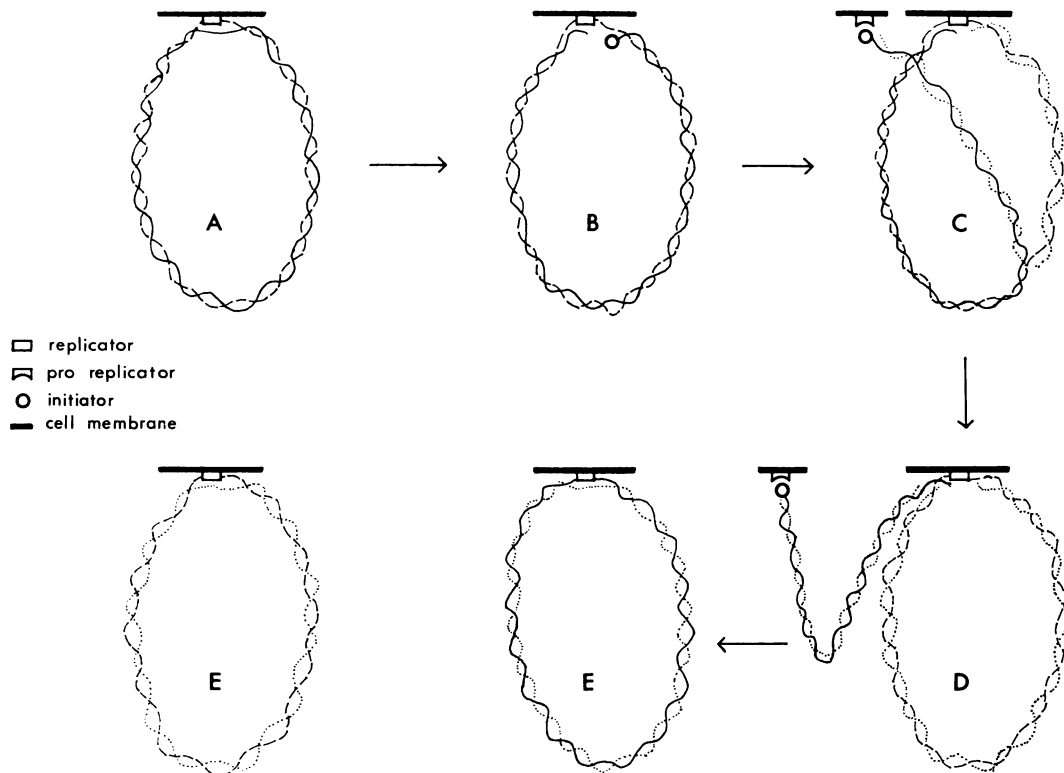 A
B
C
replicator
pro replicator
initiator
cell membrane
E
E
D